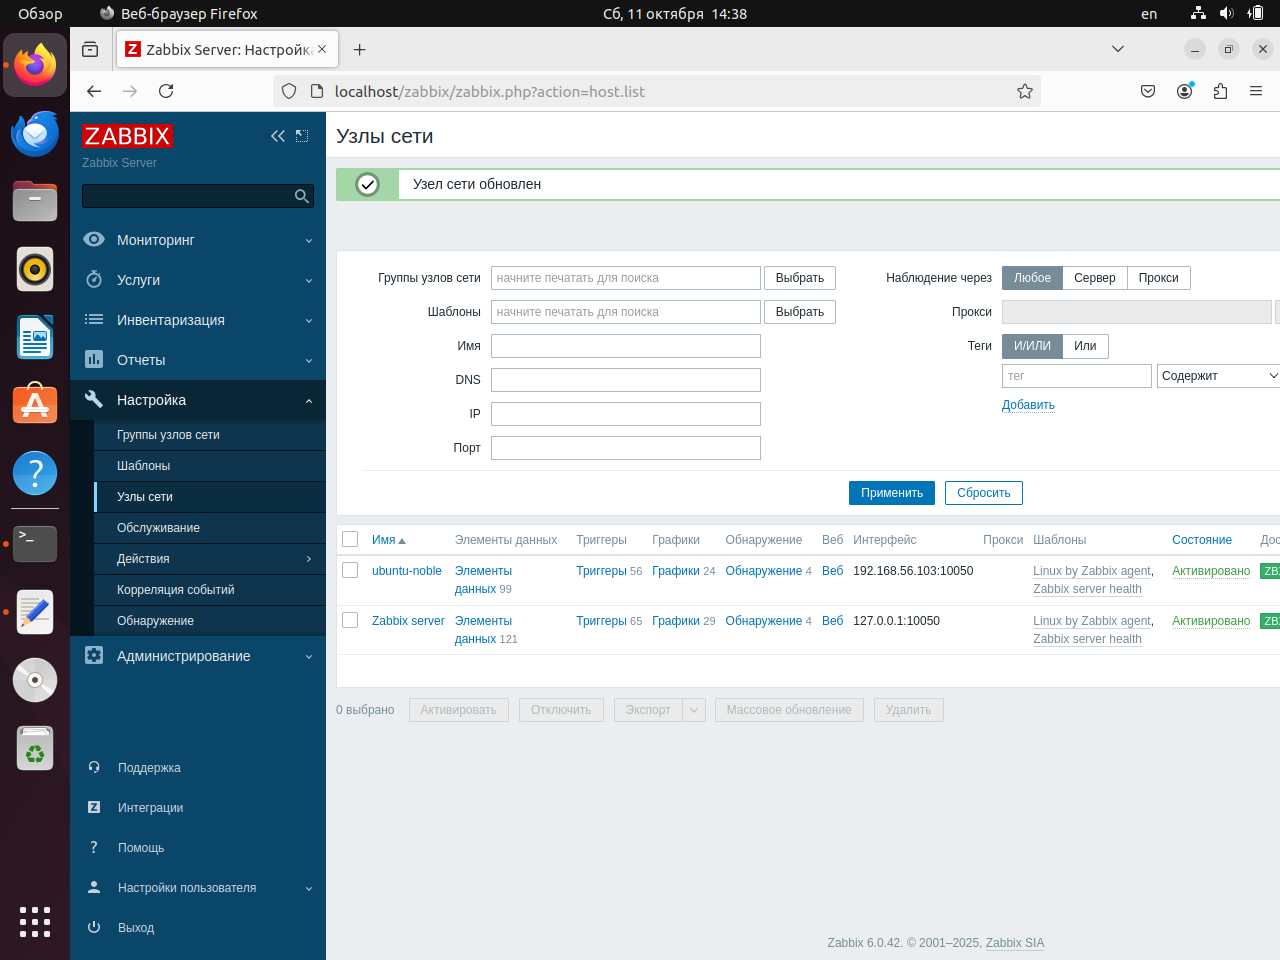 Обзор Веб-браузер Firefox Сб, 11 октября 14:38 en
Zabbix Server: Настройка
localhost/zabbix/zabbix.php?action=host.list
ZABBIX
Zabbix Server
Мониторинг
Услуги
Инвентаризация
Отчеты
Настройка
Группы узлов сети
Шаблоны
Узлы сети
Обслуживание
Действия
Корреляция событий
Обнаружение
Администрирование
Поддержка
Интеграции
Помощь
Настройки пользователя
Выход
Узлы сети
Узел сети обновлен
Группы узлов сети начните печатать для поиска Выбрать
Шаблоны начните печатать для поиска Выбрать
Имя
DNS
IP
Порт
Наблюдение через Любое Сервер Прокси
Прокси
Теги И/ИЛИ Или
тег Содержит
Добавить
Применить Сбросить
Имя Элементы данных Триггеры Графики Обнаружение Веб Интерфейс Прокси Шаблоны Состояние
ubuntu-noble Элементы данных 99 Триггеры 56 Графики 24 Обнаружение 4 Веб 192.168.56.103:10050 Linux by Zabbix agent, Zabbix server health Активировано
Zabbix server Элементы данных 121 Триггеры 65 Графики 29 Обнаружение 4 Веб 127.0.0.1:10050 Linux by Zabbix agent, Zabbix server health Активировано
0 выбрано Активировать Отключить Экспорт Массовое обновление Удалить
Zabbix 6.0.42. © 2001–2025, Zabbix SIA